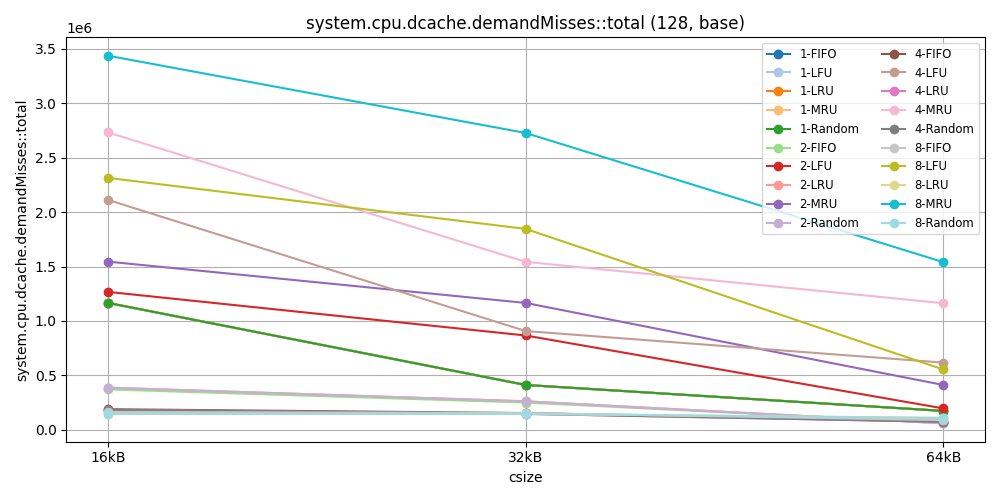 system.cpu.dcache.demandMisses::total (128, base)
1e6
3.5
3.0
2.5
2.0
1.5
1.0
0.5
0.0
system.cpu.dcache.demandMisses::total
1-FIFO
1-LFU
1-LRU
1-MRU
1-Random
2-FIFO
2-LFU
2-LRU
2-MRU
2-Random
4-FIFO
4-LFU
4-LRU
4-MRU
4-Random
8-FIFO
8-LFU
8-LRU
8-MRU
8-Random
16kB
32kB
64kB
csize